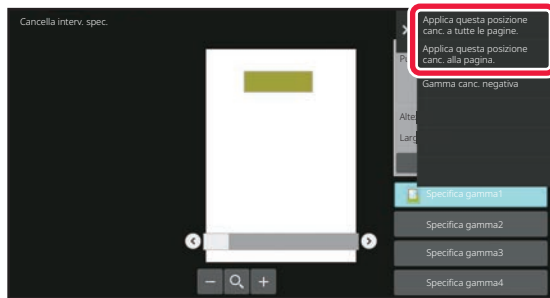 Cancella interv. spec.
Applica questa posizione
canc. a tutte le pagine.
Applica questa posizione
canc. alla pagina.
Gamma canc. negativa
Specifica gamma1
Specifica gamma2
Specifica gamma3
Specifica gamma4